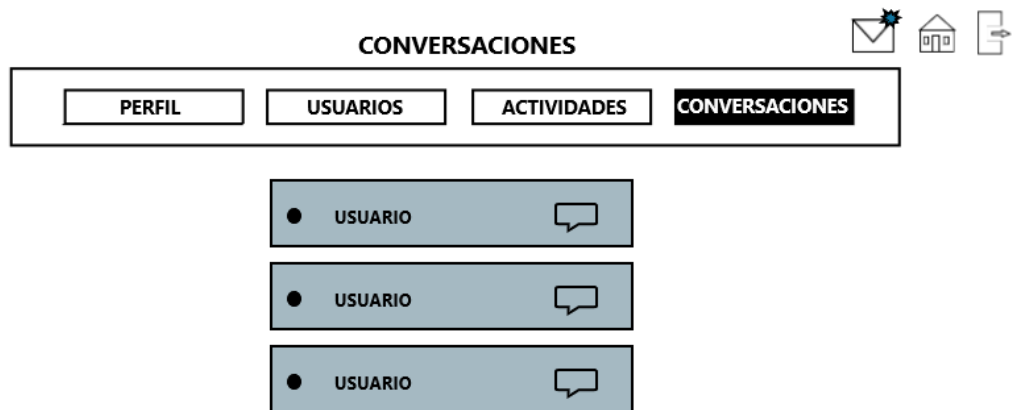 CONVERSACIONES
PERFIL USUARIOS ACTIVIDADES CONVERSACIONES
USUARIO
USUARIO
USUARIO